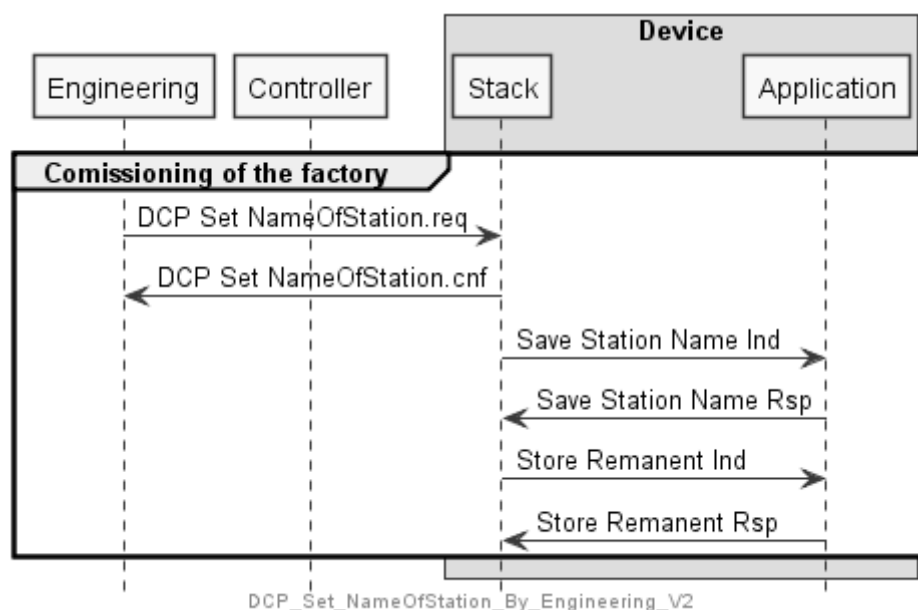 Device
Engineering
Controller
Stack
Application
Comissioning of the factory
DCP Set NameOfStation.req
DCP Set NameOfStation.cnf
Save Station Name Ind
Save Station Name Rsp
Store Remanent Ind
Store Remanent Rsp
DCP_Set_NameOfStation_By_Engineering_V2